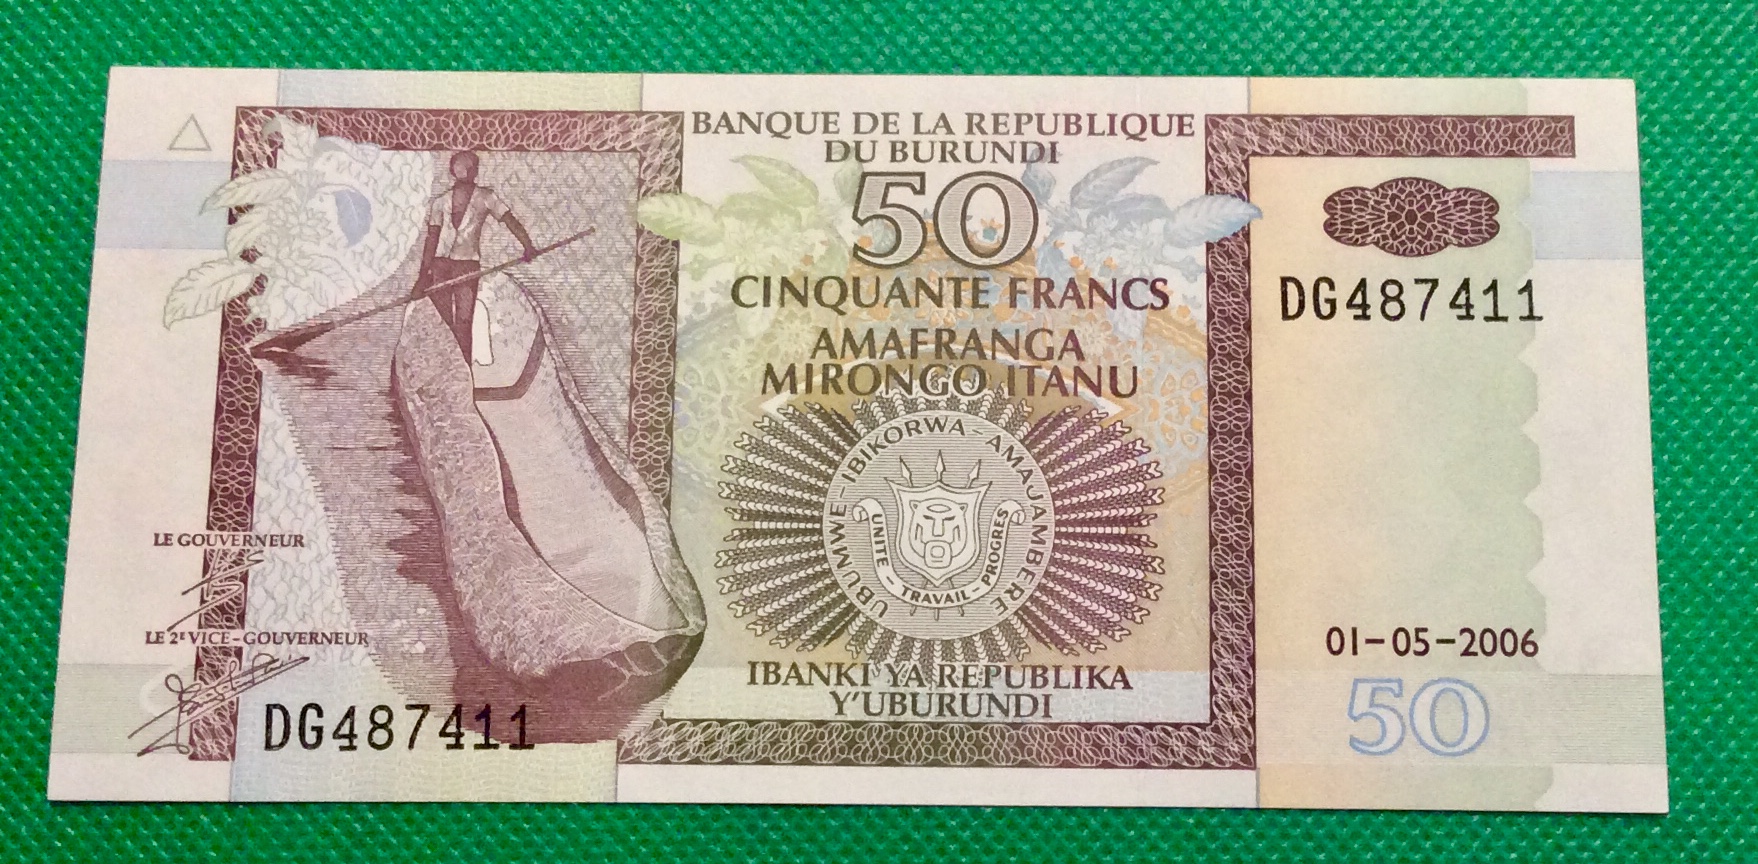 BANQUE DE LA REPUBLIQUE
DU BURUNDI
50
CINQUANTE FRANCS
AMAFRANGA
MIRONGO ITANU
DG487411
UBUMWE-IBIKORWA-AMAJAMBERE
UNITE - TRAVAIL - PROGRES
LE GOUVERNEUR
LE 2E VICE-GOUVERNEUR
DG487411
IBANKI YA REPUBLIKA
Y'UBURUNDI
01-05-2006
50